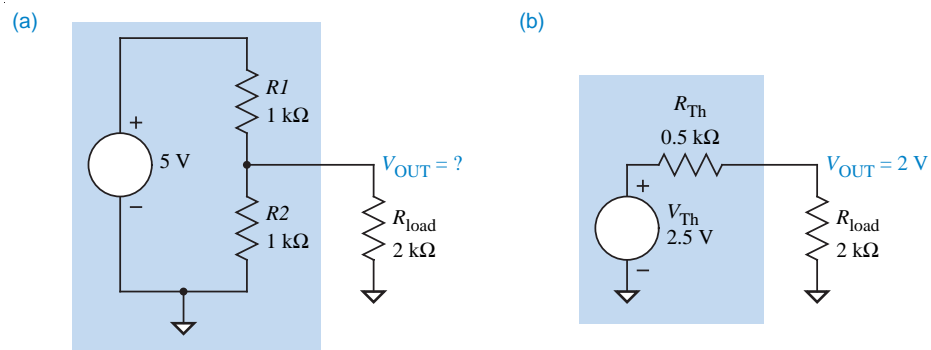 (a)
R1
1 kΩ
+
5 V
−
R2
1 kΩ
VOUT = ?
Rload
2 kΩ
(b)
RTh
0.5 kΩ
+
VTh
2.5 V
−
VOUT = 2 V
Rload
2 kΩ